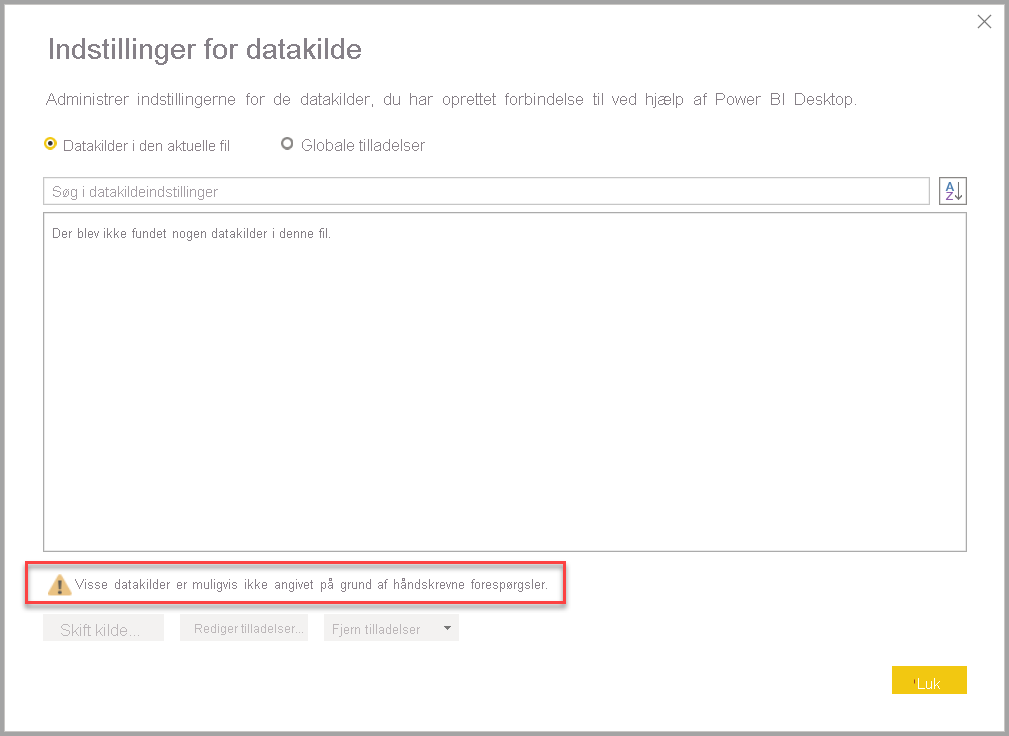 Indstillinger for datakilde
Administrer indstillingerne for de datakilder, du har oprettet forbindelse til ved hjælp af Power BI Desktop.
Datakilder i den aktuelle fil
Globale tilladelser
Søg i datakildeindstillinger
AZ
Der blev ikke fundet nogen datakilder i denne fil.
Visse datakilder er muligvis ikke angivet på grund af håndskrevne forespørgsler.
Skift kilde...
Rediger tilladelser...
Fjern tilladelser
Luk